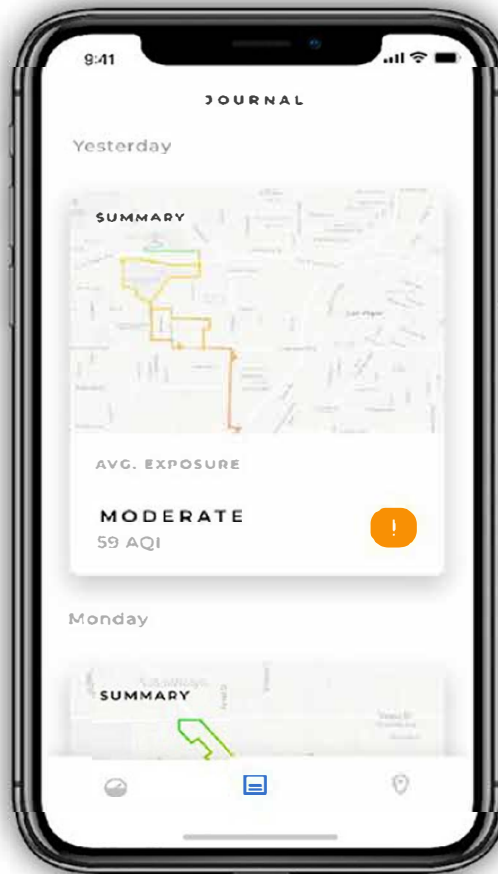 9:41
JOURNAL
Yesterday
SUMMARY
AVG. EXPOSURE
MODERATE
!
59 AQI
Monday
SUMMARY